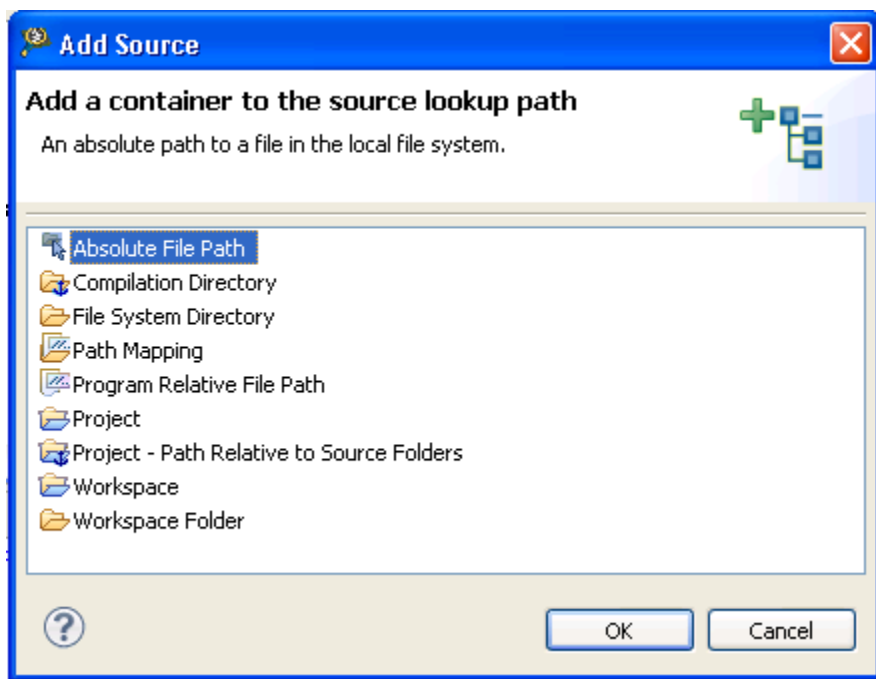 Add Source
Add a container to the source lookup path
An absolute path to a file in the local file system.
Absolute File Path
Compilation Directory
File System Directory
Path Mapping
Program Relative File Path
Project
Project - Path Relative to Source Folders
Workspace
Workspace Folder
?
OK
Cancel